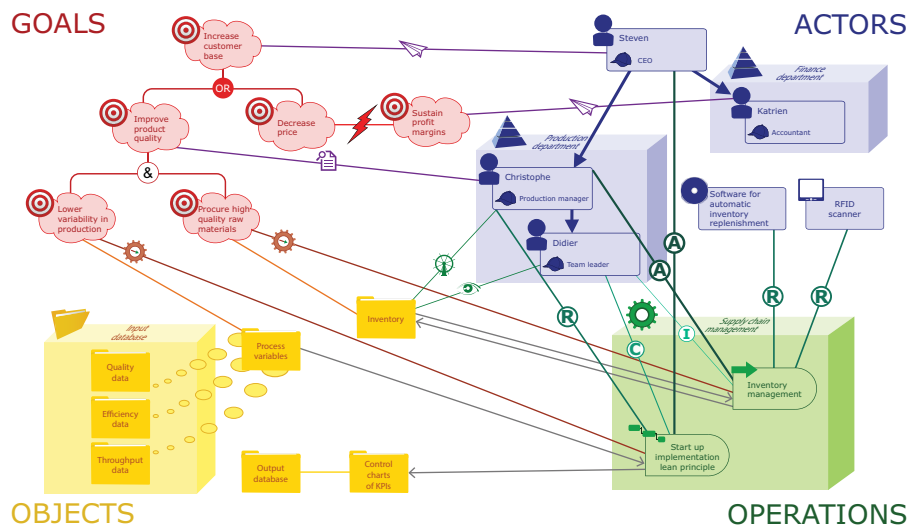 GOALS
ACTORS
Increase
customer
base
Steven
CEO
Finance
department
OR
Improve
product
quality
Decrease
price
Sustain
profit
margins
Katrien
Accountant
Production
department
&
Christophe
Production manager
Software for
automatic
inventory
replenishment
RFID
scanner
Lower
variability in
production
Procure high-
quality raw
materials
Didier
Team leader
A
A
R
R
R
C
I
Inventory
Input
database
Process
variables
Supply chain
management
Quality
data
Inventory
management
Efficiency
data
Throughput
data
Output
database
Control
charts
of KPIs
Start up
implementation
lean principle
OBJECTS
OPERATIONS